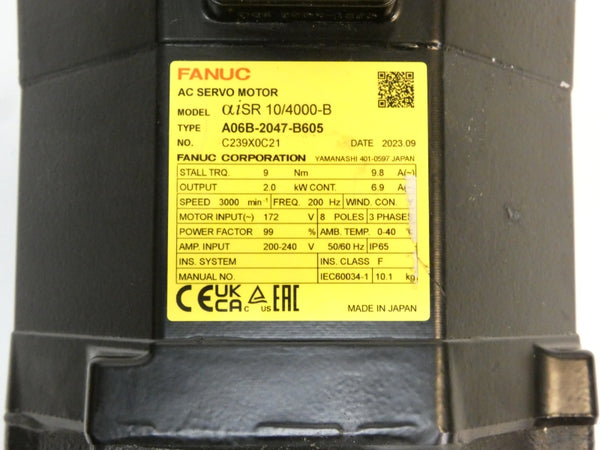 FANUC
AC SERVO MOTOR
MODEL αiSR 10/4000-B
TYPE A06B-2047-B605
NO. C239X0C21 DATE 2023.09
FANUC CORPORATION YAMANASHI 401-0597 JAPAN
STALL TRQ. 9 Nm 9.8 A(~)
OUTPUT 2.0 kW CONT. 6.9
SPEED 3000 min⁻¹ FREQ. 200 Hz WIND. CON.
MOTOR INPUT(~) 172 V 8 POLES 3 PHASES
POWER FACTOR 99 % AMB. TEMP. 0-40
AMP. INPUT 200-240 V 50/60 Hz IP65
INS. SYSTEM INS. CLASS F
MANUAL NO. IEC60034-1 10.1 kg
CE UK CA C US EAC
MADE IN JAPAN